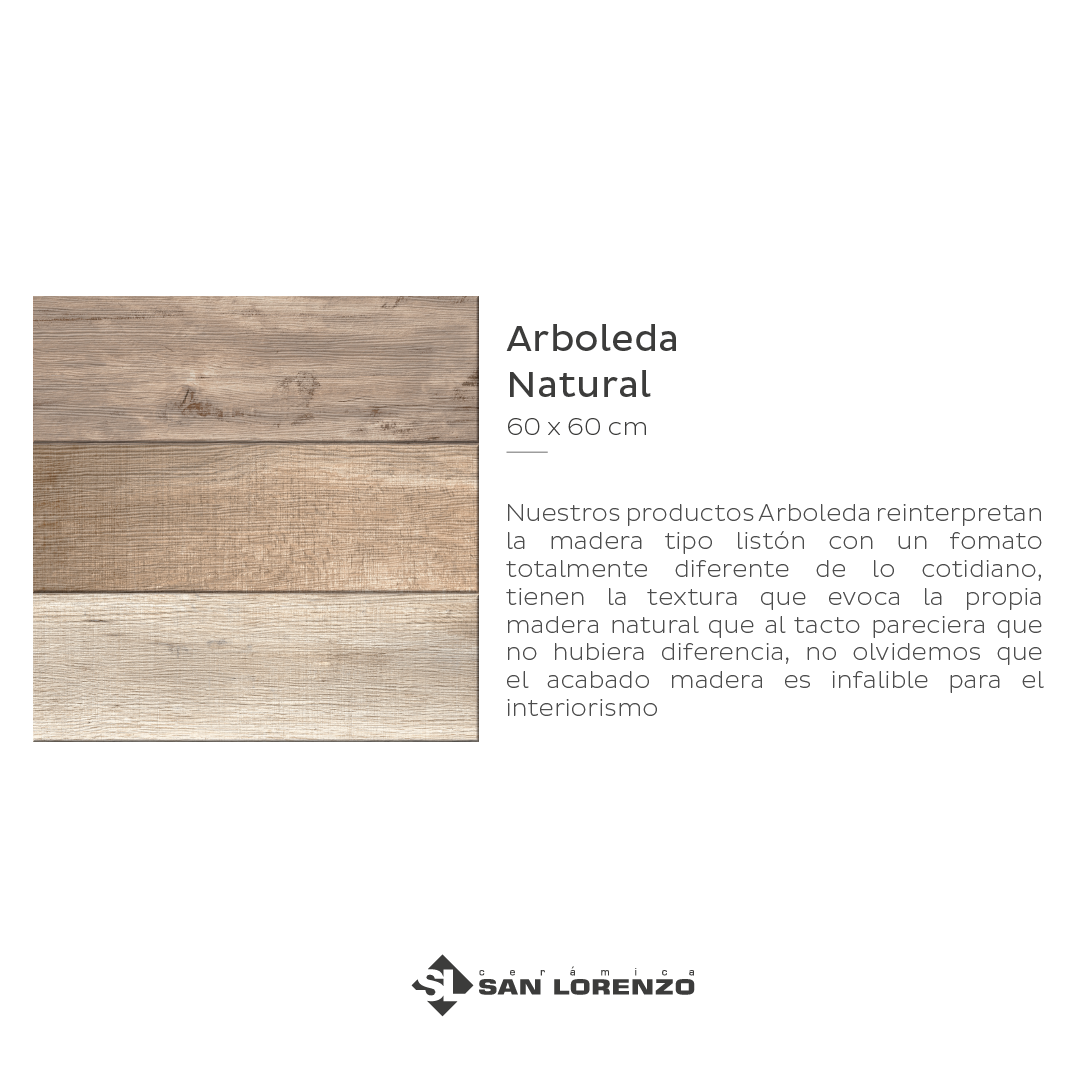 Arboleda
Natural
60 x 60 cm
Nuestros productos Arboleda reinterpretan
la madera tipo listón con un fomato
totalmente diferente de lo cotidiano,
tienen la textura que evoca la propia
madera natural que al tacto pareciera que
no hubiera diferencia, no olvidemos que
el acabado madera es infalible para el
interiorismo
SL
cerámica
SAN LORENZO